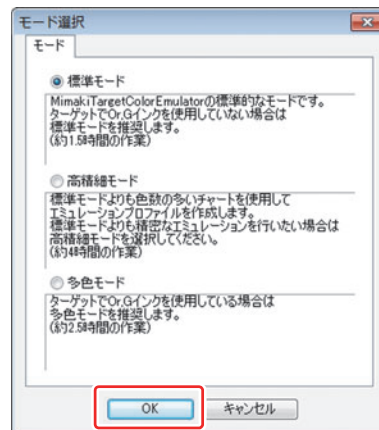 モード選択
モード
標準モード
MimakiTargetColorEmulatorの標準的なモードです。
ターゲットでOr,Gインクを使用していない場合は
標準モードを推奨します。
(約1.5時間の作業)
高精細モード
標準モードよりも色数の多いチャートを使用して
エミュレーションプロファイルを作成します。
標準モードよりも精密なエミュレーションを行いたい場合は
高精細モードを選択してください。
(約4時間の作業)
多色モード
ターゲットでOr,Gインクを使用している場合は
多色モードを推奨します。
(約2.5時間の作業)
OK キャンセル